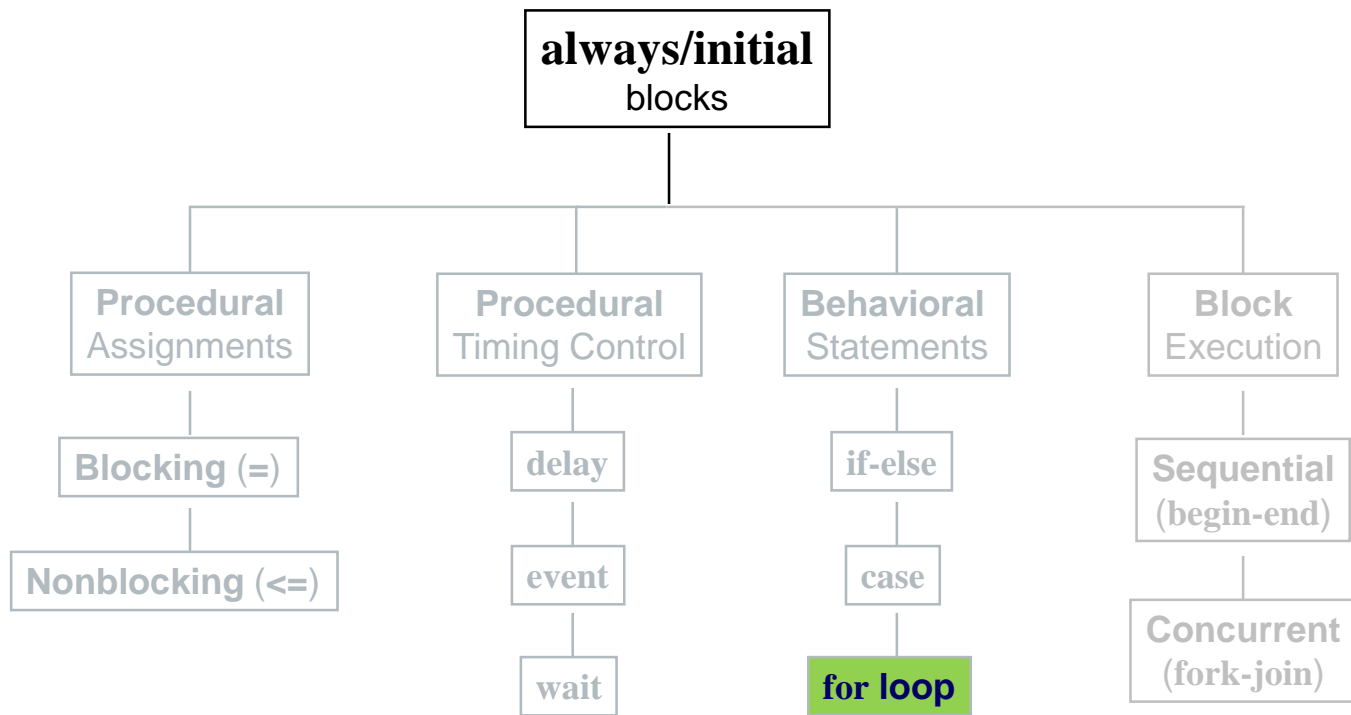 always/initial
blocks
Procedural
Assignments
Blocking (=)
Nonblocking (<=)
Procedural
Timing Control
delay
event
wait
Behavioral
Statements
if-else
case
for loop
Block
Execution
Sequential
(begin-end)
Concurrent
(fork-join)